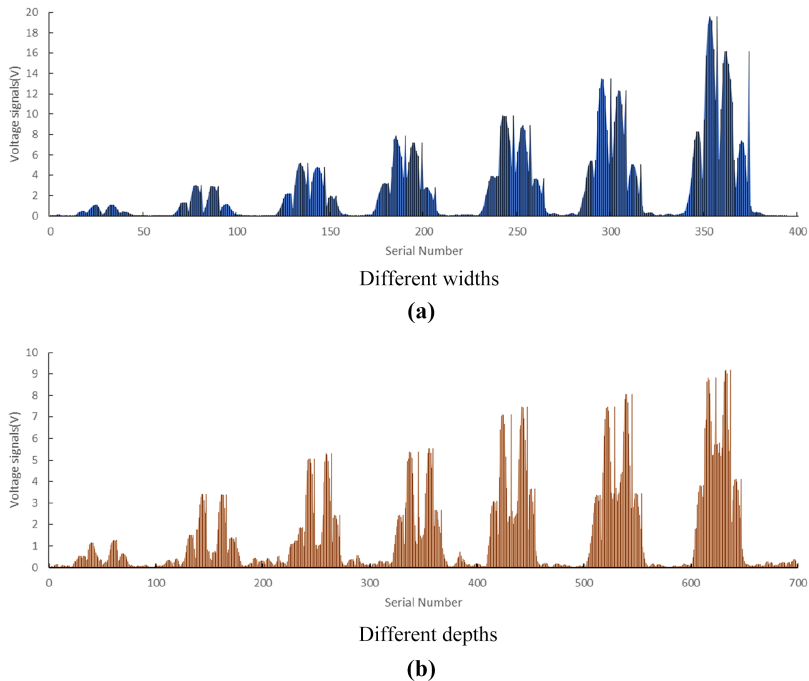 20
18
16
14
12
10
8
6
4
2
0
Voltage signals(V)
0 50 100 150 200 250 300 350 400
Serial Number
Different widths
(a)
10
9
8
7
6
5
4
3
2
1
0
Voltage signals(V)
0 100 200 300 400 500 600 700
Serial Number
Different depths
(b)